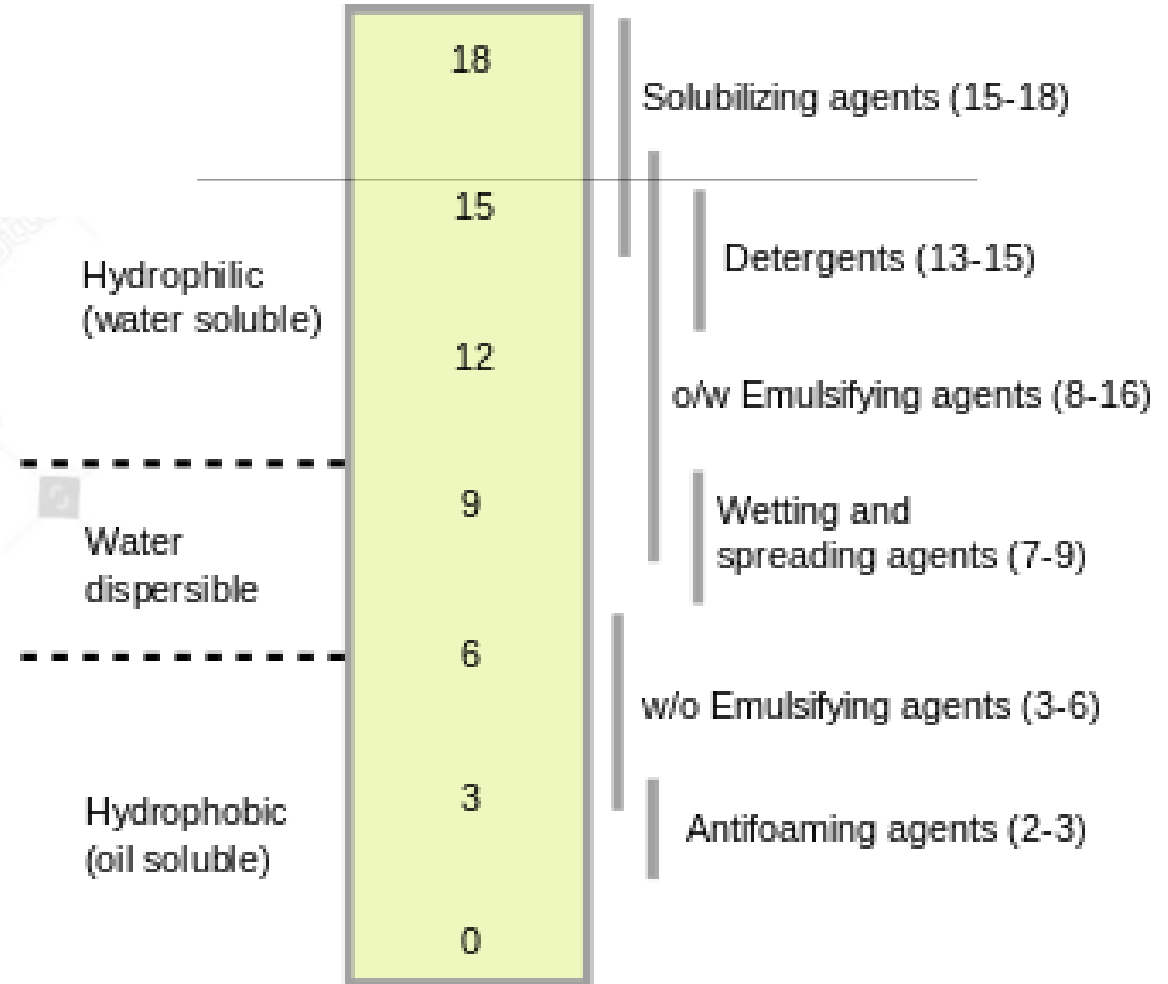 18
Solubilizing agents (15-18)
15
Detergents (13-15)
Hydrophilic
(water soluble)
12
o/w Emulsifying agents (8-16)
9
Wetting and
spreading agents (7-9)
Water
dispersible
6
w/o Emulsifying agents (3-6)
3
Hydrophobic
(oil soluble)
Antifoaming agents (2-3)
0